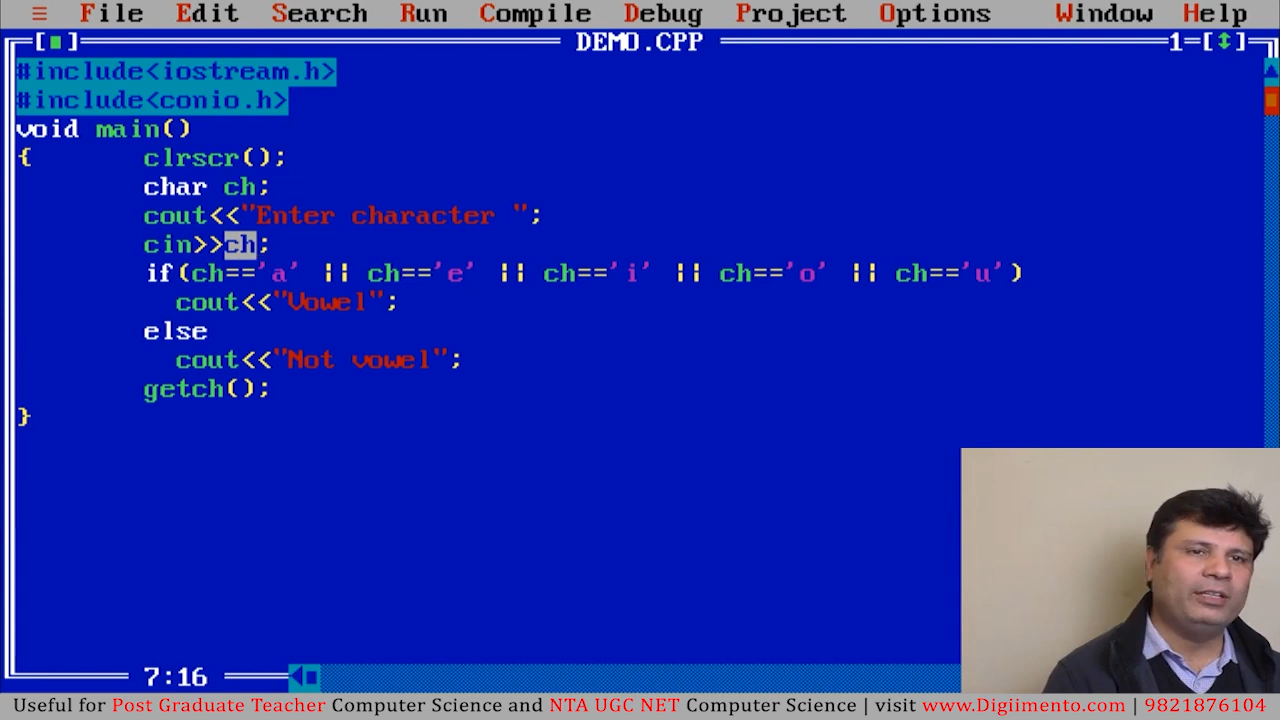 ≡ File Edit Search Run Compile Debug Project Options Window Help
[■] DEMO.CPP 1=[↕]
#include<iostream.h>
#include<conio.h>
void main()
{ clrscr();
char ch;
cout<<"Enter character ";
cin>>ch;
if(ch=='a' || ch=='e' || ch=='i' || ch=='o' || ch=='u')
cout<<"Vowel";
else
cout<<"Not vowel";
getch();
}
7:16
Useful for Post Graduate Teacher Computer Science and NTA UGC NET Computer Science | visit www.Digiimento.com | 9821876104